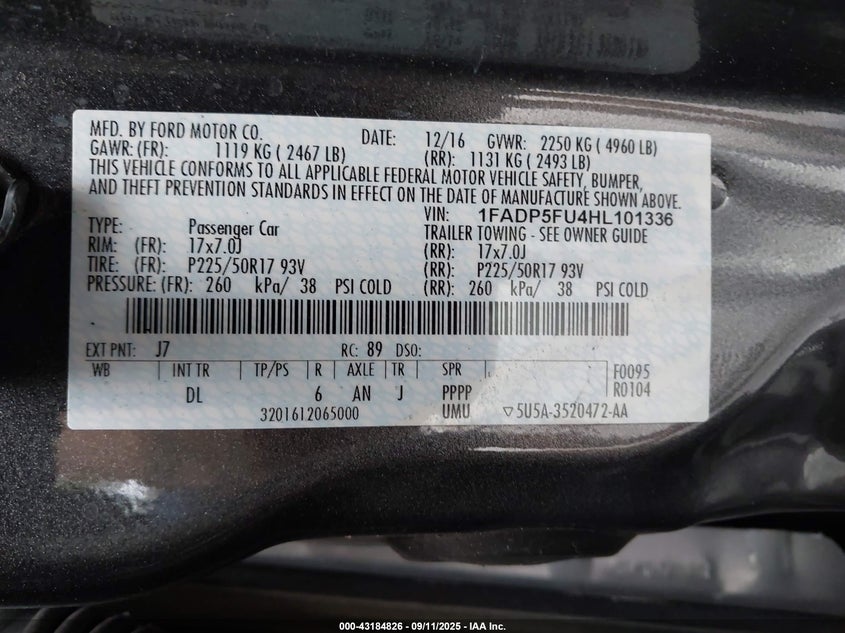 MFD. BY FORD MOTOR CO. DATE: 12/16 GVWR: 2250 KG ( 4960 LB)
GAWR: (FR): 1119 KG ( 2467 LB) (RR): 1131 KG ( 2493 LB)
THIS VEHICLE CONFORMS TO ALL APPLICABLE FEDERAL MOTOR VEHICLE SAFETY, BUMPER,
AND THEFT PREVENTION STANDARDS IN EFFECT ON THE DATE OF MANUFACTURE SHOWN ABOVE.
VIN: 1FADP5FU4HL101336
TYPE: Passenger Car TRAILER TOWING - SEE OWNER GUIDE
RIM: (FR): 17x7.0J (RR): 17x7.0J
TIRE: (FR): P225/50R17 93V (RR): P225/50R17 93V
PRESSURE: (FR): 260 kPa/ 38 PSI COLD (RR): 260 kPa/ 38 PSI COLD
EXT PNT: J7 RC: 89 DSO:
WB INT TR TP/PS R AXLE TR SPR F0095
DL 6 AN J PPPP R0104
3201612065000 UMU ▽5U5A-3520472-AA
000-43184826 - 09/11/2025 - IAA Inc.